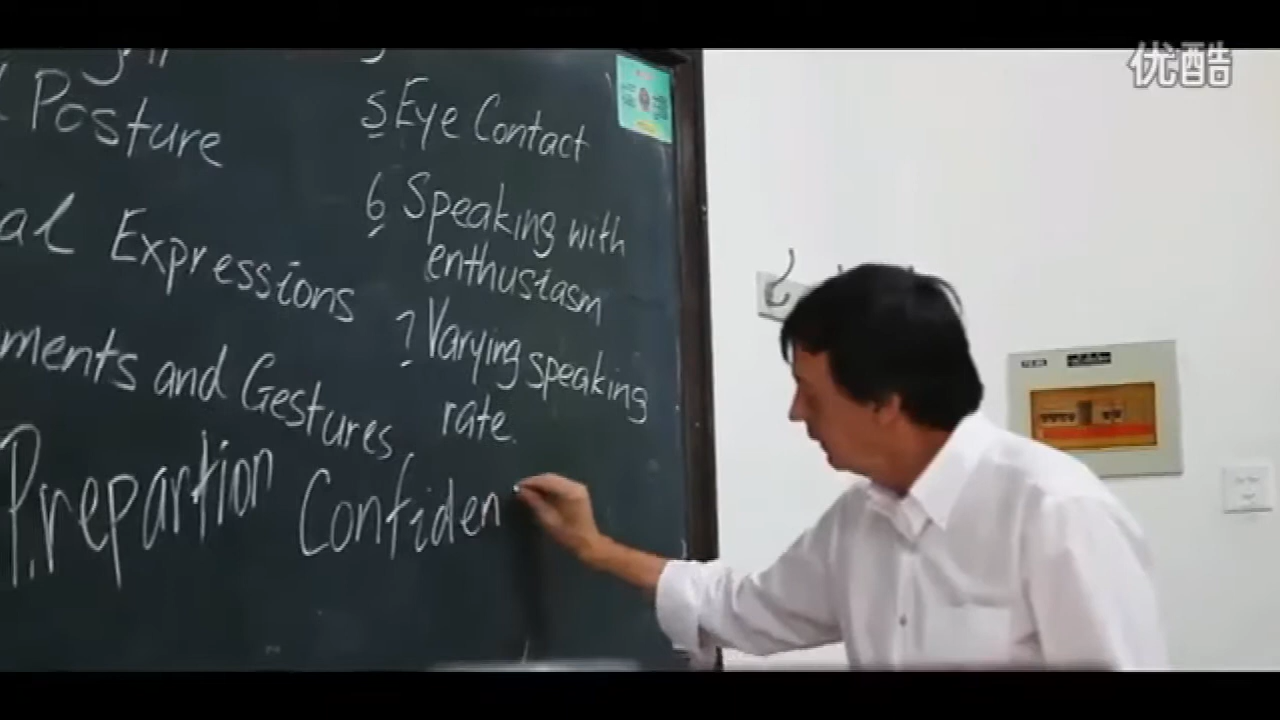 Posture
al Expressions
ments and Gestures
5 Eye Contact
6 Speaking with
enthusiasm
7 Varying speaking
rate.
Prepartion Confiden
优酷